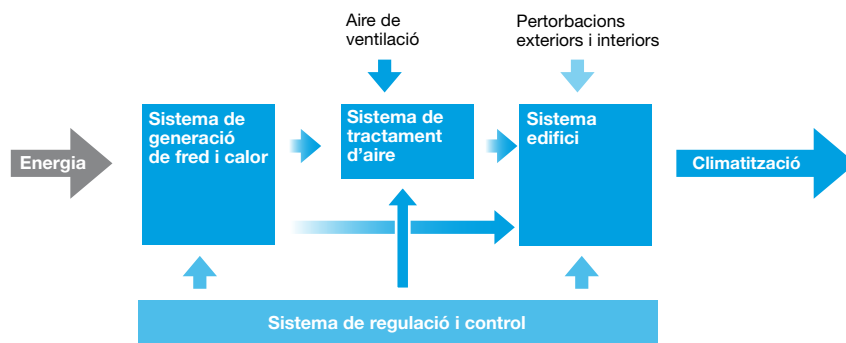 Aire de
ventilació
Pertorbacions
exteriors i interiors
Energia
Sistema de
generació
de fred i calor
Sistema de
tractament
d’aire
Sistema
edifici
Climatització
Sistema de regulació i control